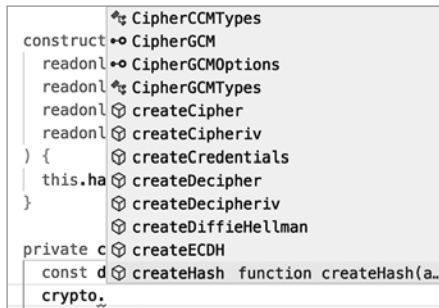 CipherCCMTypes
construct CipherGCM
readonl CipherGCMOptions
readonl CipherGCMTypes
readonl createCipher
readonl createCipheriv
) { createCredentials
this.ha createDecipher
} createDecipheriv
createDiffieHellman
private c createECDH
const d createHash function createHash(a…
crypto.